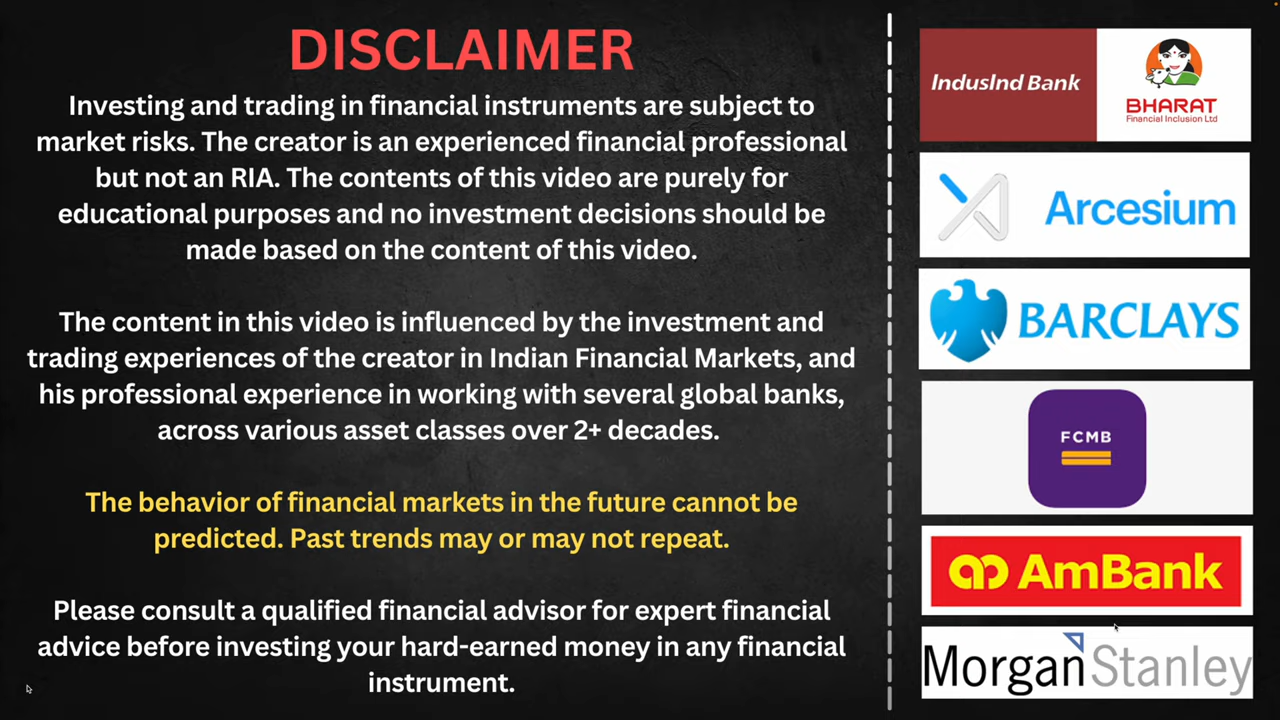 DISCLAIMER
Investing and trading in financial instruments are subject to
market risks. The creator is an experienced financial professional
but not an RIA. The contents of this video are purely for
educational purposes and no investment decisions should be
made based on the content of this video.
The content in this video is influenced by the investment and
trading experiences of the creator in Indian Financial Markets, and
his professional experience in working with several global banks,
across various asset classes over 2+ decades.
The behavior of financial markets in the future cannot be
predicted. Past trends may or may not repeat.
Please consult a qualified financial advisor for expert financial
advice before investing your hard-earned money in any financial
instrument.
IndusInd Bank
BHARAT
Financial Inclusion Ltd
Arcesium
BARCLAYS
FCMB
AmBank
Morgan Stanley